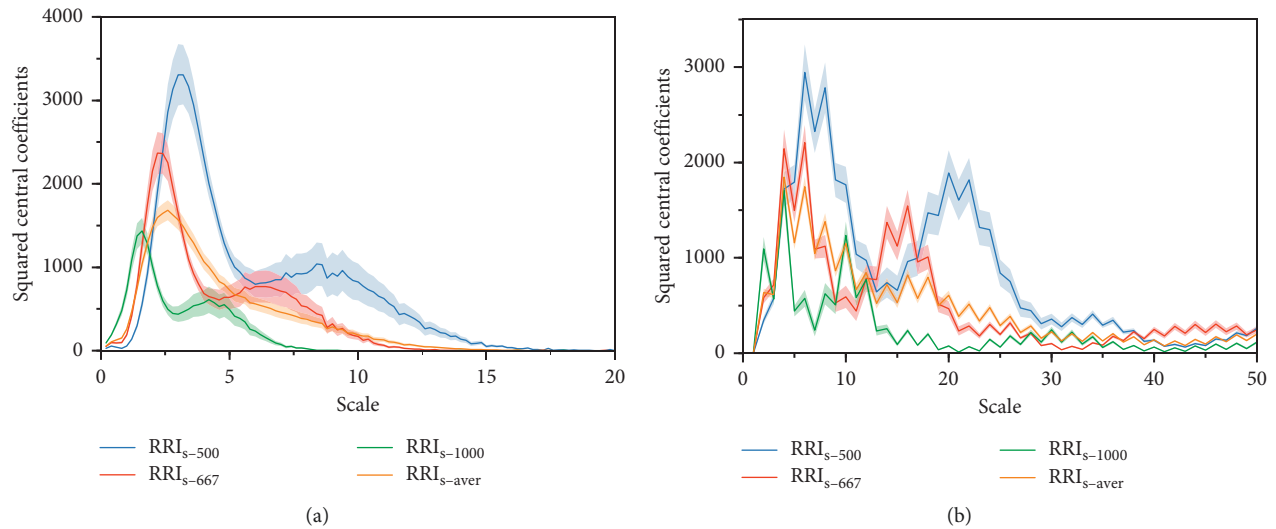 4000
3000
2000
1000
0
Squared central coefficients
0
5
10
15
20
Scale
RRIs–500
RRIs–1000
RRIs–667
RRIs–aver
(a)
3000
2000
1000
0
Squared central coefficients
0
10
20
30
40
50
Scale
RRIs–500
RRIs–1000
RRIs–667
RRIs–aver
(b)